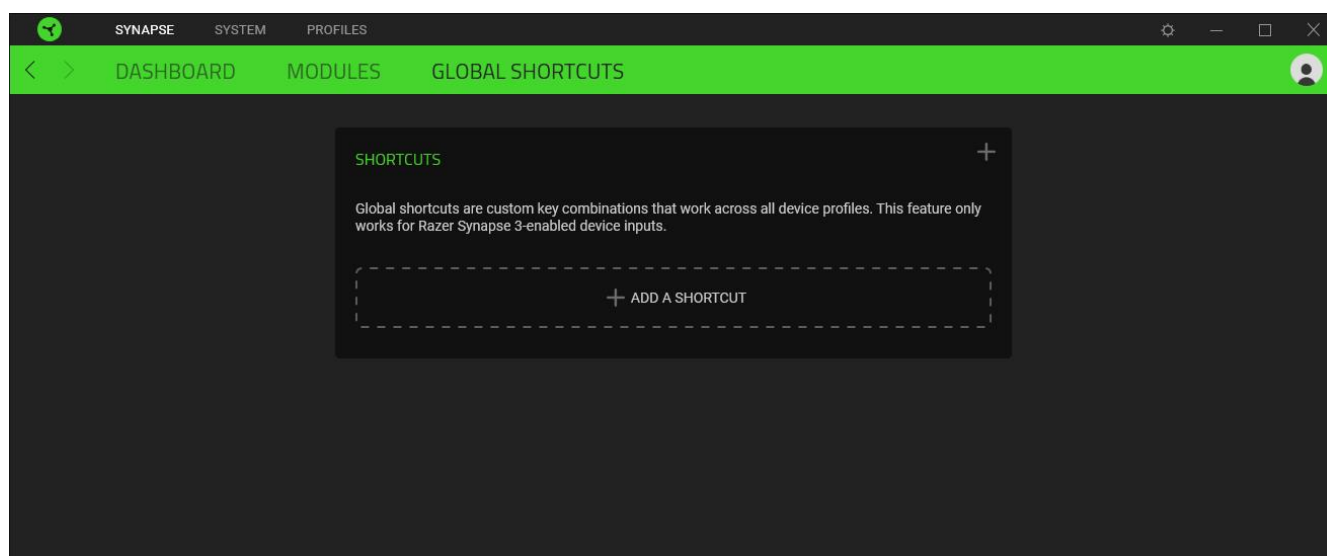 SYNAPSE SYSTEM PROFILES
DASHBOARD MODULES GLOBAL SHORTCUTS
SHORTCUTS
Global shortcuts are custom key combinations that work across all device profiles. This feature only
works for Razer Synapse 3-enabled device inputs.
ADD A SHORTCUT